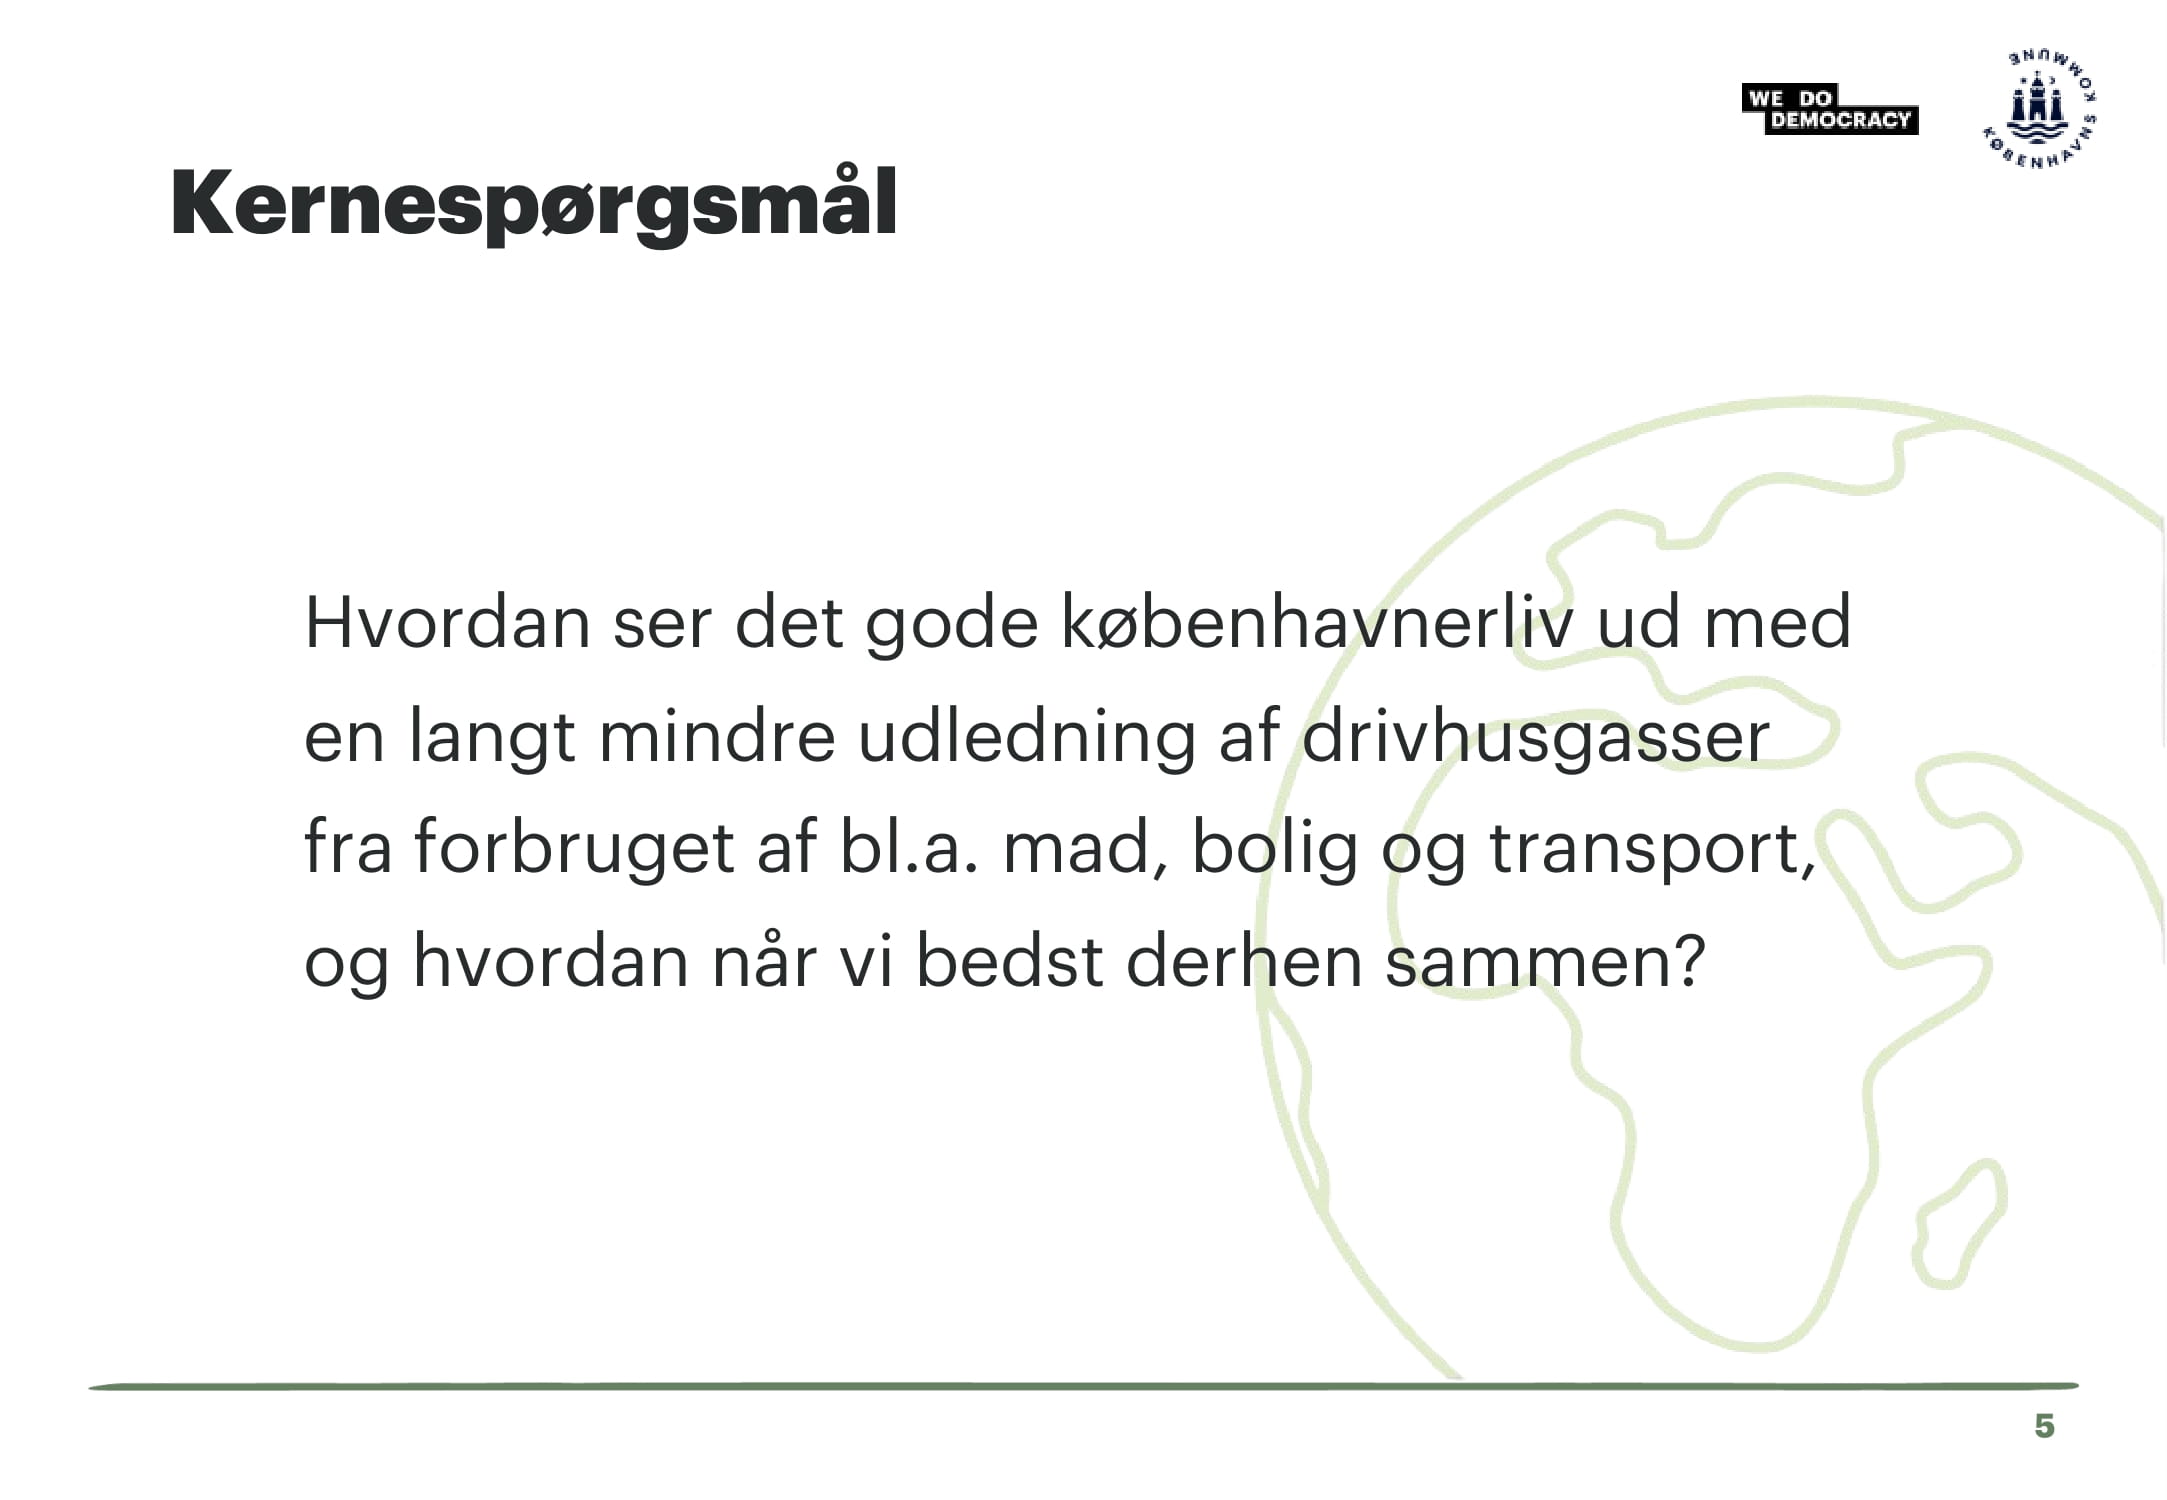 WE DO
DEMOCRACY
KØBENHAVNS KOMMUNE
Kernespørgsmål
Hvordan ser det gode københavnerliv ud med
en langt mindre udledning af drivhusgasser
fra forbruget af bl.a. mad, bolig og transport,
og hvordan når vi bedst derhen sammen?
5